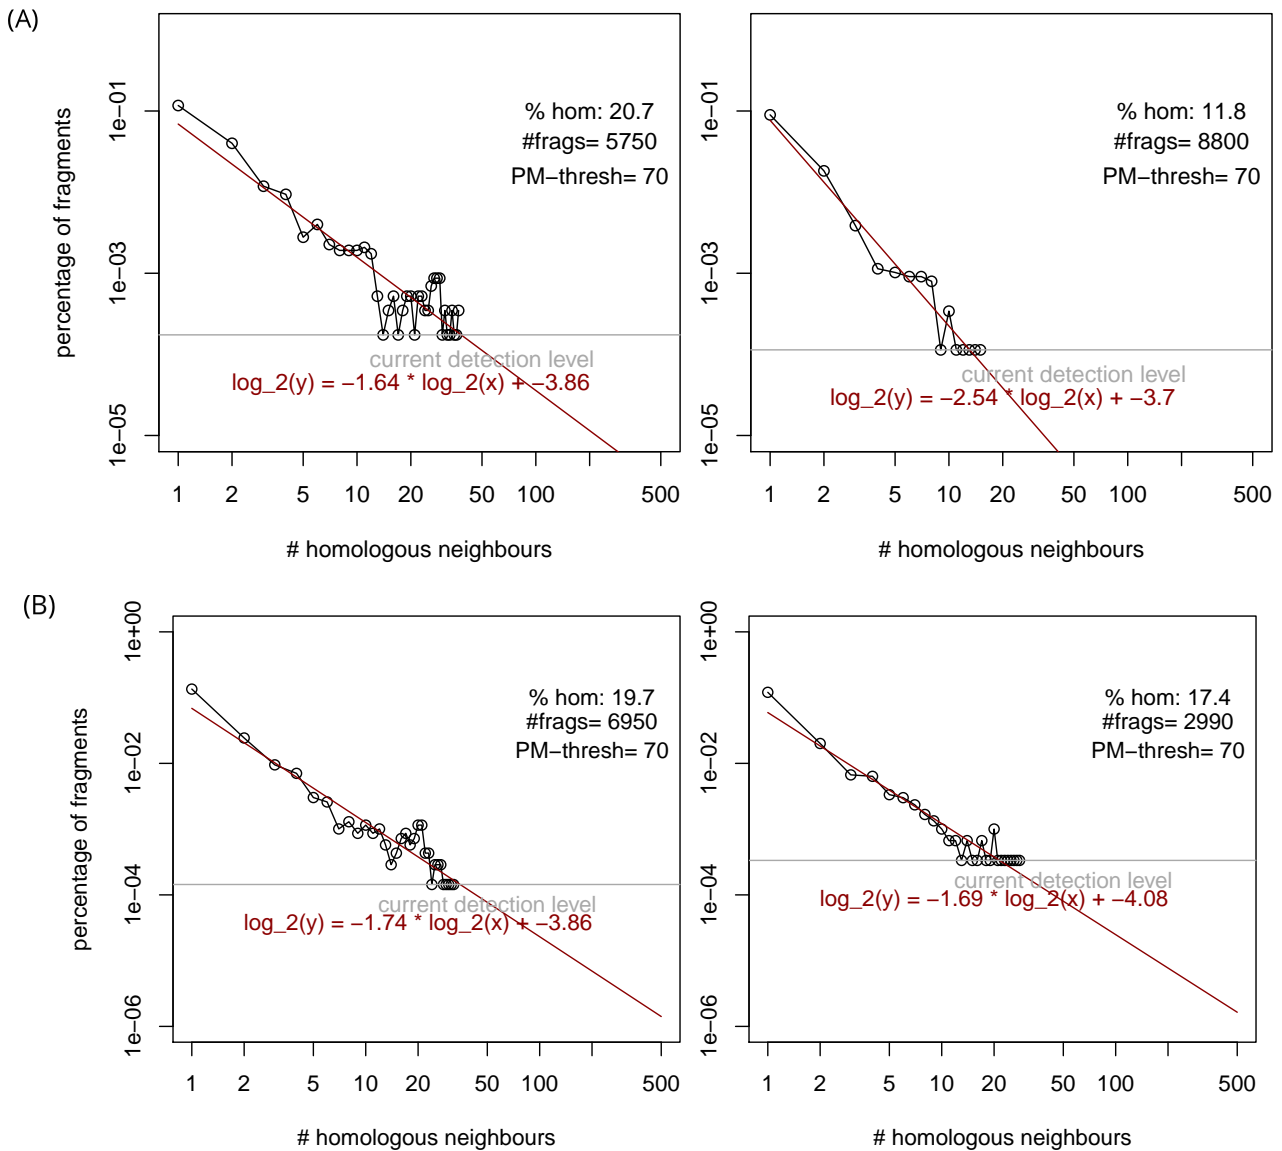 (A)
percentage of fragments
1e−01
1e−03
1e−05
% hom: 20.7
#frags= 5750
PM−thresh= 70
current detection level
log_2(y) = −1.64 * log_2(x) + −3.86
1 2 5 10 20 50 100 500
# homologous neighbours
1e−01
1e−03
1e−05
% hom: 11.8
#frags= 8800
PM−thresh= 70
current detection level
log_2(y) = −2.54 * log_2(x) + −3.7
1 2 5 10 20 50 100 500
# homologous neighbours
(B)
percentage of fragments
1e+00
1e−02
1e−04
1e−06
% hom: 19.7
#frags= 6950
PM−thresh= 70
current detection level
log_2(y) = −1.74 * log_2(x) + −3.86
1 2 5 10 20 50 100 500
# homologous neighbours
1e+00
1e−02
1e−04
1e−06
% hom: 17.4
#frags= 2990
PM−thresh= 70
current detection level
log_2(y) = −1.69 * log_2(x) + −4.08
1 2 5 10 20 50 100 500
# homologous neighbours